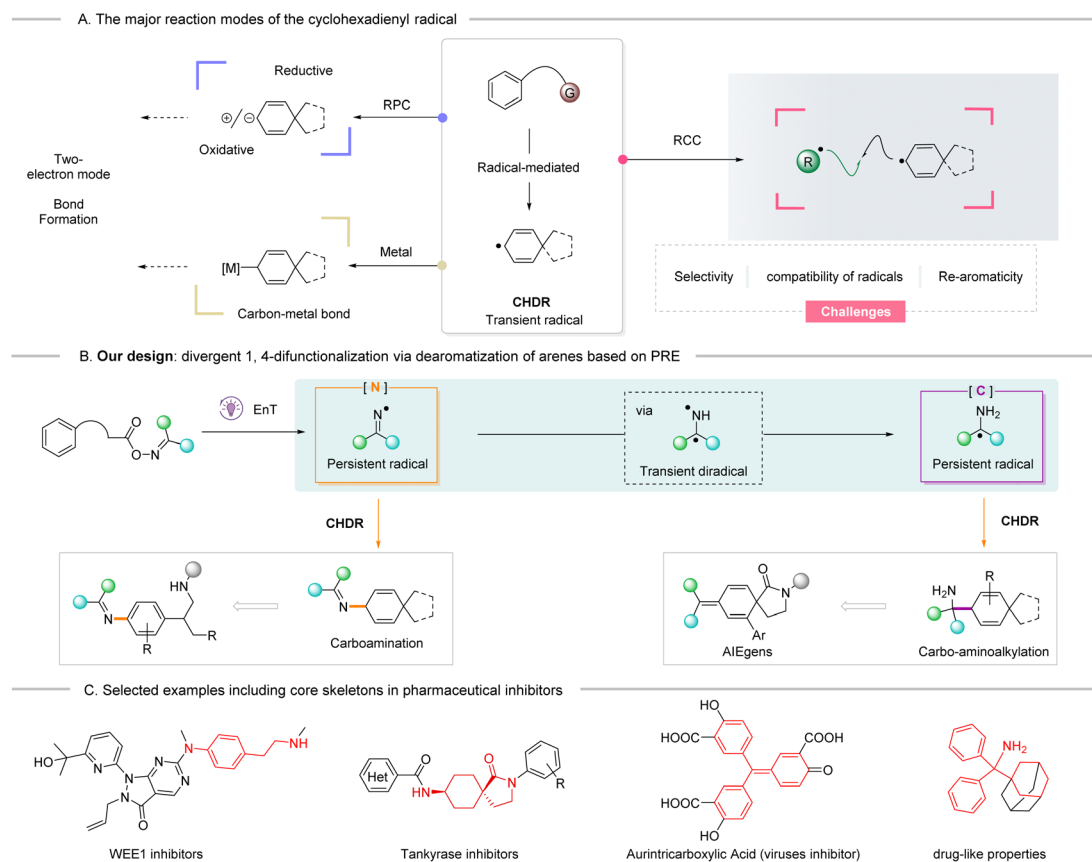 A. The major reaction modes of the cyclohexadienyl radical
Reductive
Oxidative
RPC
Two-
electron mode
Bond
Formation
[M]
Metal
Carbon-metal bond
G
Radical-mediated
CHDR
Transient radical
RCC
R
Selectivity
compatibility of radicals
Re-aromaticity
Challenges
B. Our design: divergent 1, 4-difunctionalization via dearomatization of arenes based on PRE
O
O
N
EnT
[ N ]
N
Persistent radical
via
NH
Transient diradical
[ C ]
NH2
Persistent radical
CHDR
CHDR
HN
N
R
R
N
Carboamination
O
N
Ar
AIEgens
H2N
R
Carbo-aminoalkylation
C. Selected examples including core skeletons in pharmaceutical inhibitors
HO
N
N
N
N
N
N
N
O
HN
WEE1 inhibitors
Het
O
HN
O
N
R
Tankyrase inhibitors
HO
HOOC
COOH
O
HOOC
HO
Aurintricarboxylic Acid (viruses inhibitor)
NH2
drug-like properties